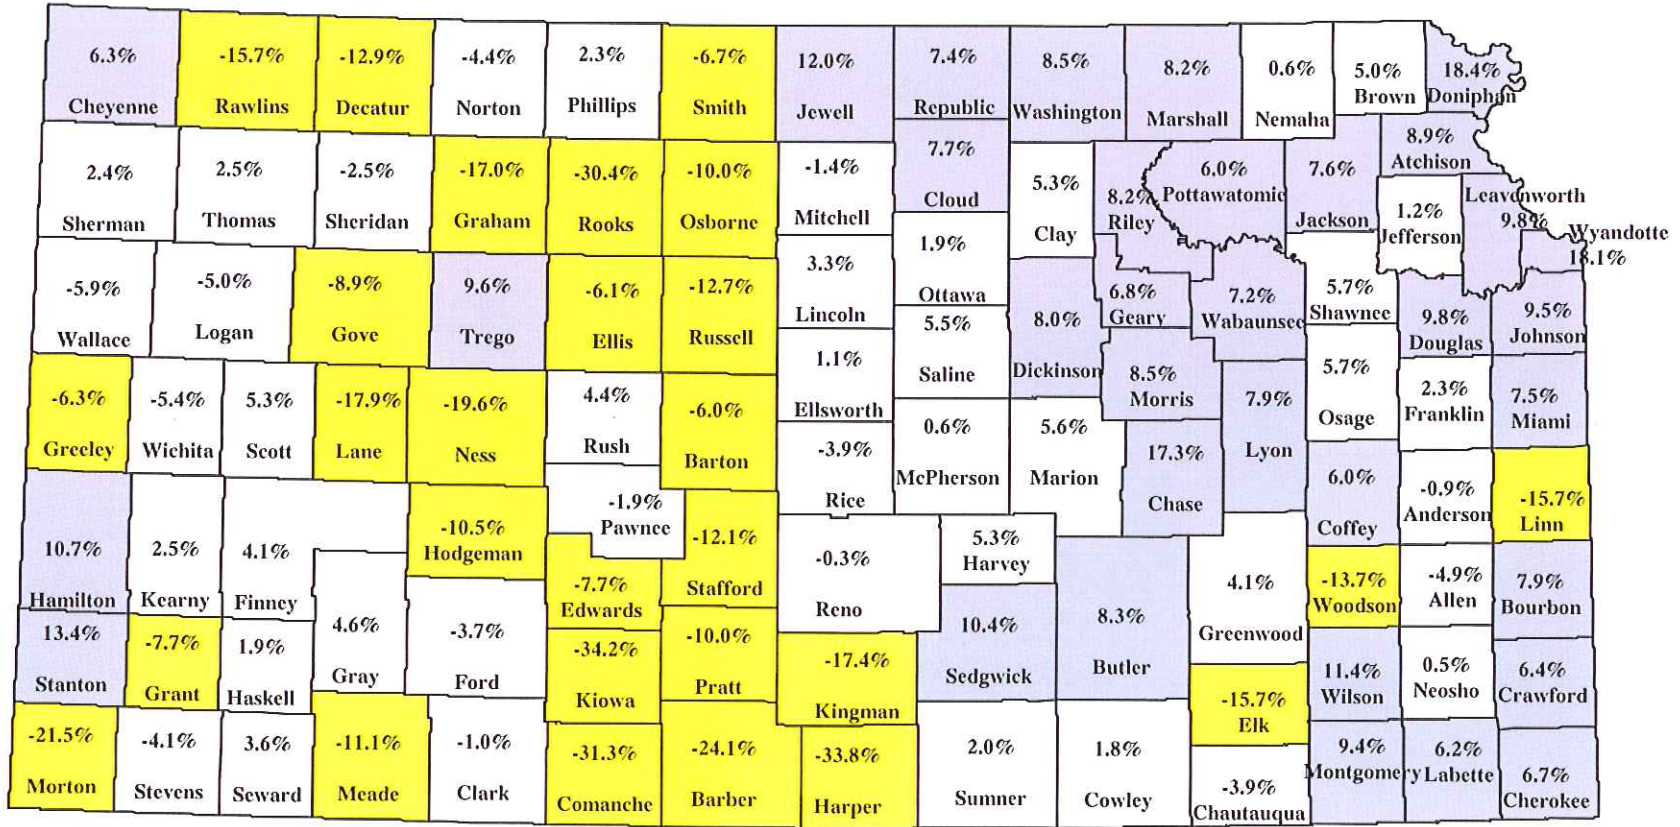 6.3%
Cheyenne
-15.7%
Rawlins
-12.9%
Decatur
-4.4%
Norton
2.3%
Phillips
-6.7%
Smith
12.0%
Jewell
7.4%
Republic
8.5%
Washington
8.2%
Marshall
0.6%
Nemaha
5.0%
Brown
18.4%
Doniphan
2.4%
Sherman
2.5%
Thomas
-2.5%
Sheridan
-17.0%
Graham
-30.4%
Rooks
-10.0%
Osborne
-1.4%
Mitchell
7.7%
Cloud
5.3%
Clay
8.2%
Riley
6.0%
Pottawatomie
7.6%
Jackson
8.9%
Atchison
1.2%
Jefferson
Leavenworth
9.8%
Wyandotte
18.1%
-5.9%
Wallace
-5.0%
Logan
-8.9%
Gove
9.6%
Trego
-6.1%
Ellis
-12.7%
Russell
3.3%
Lincoln
1.9%
Ottawa
8.0%
Dickinson
6.8%
Geary
7.2%
Wabaunsee
5.7%
Shawnee
9.8%
Douglas
9.5%
Johnson
-6.3%
Greeley
-5.4%
Wichita
5.3%
Scott
-17.9%
Lane
-19.6%
Ness
4.4%
Rush
-6.0%
Barton
1.1%
Ellsworth
5.5%
Saline
8.5%
Morris
7.9%
Lyon
5.7%
Osage
2.3%
Franklin
7.5%
Miami
-3.9%
Rice
0.6%
McPherson
5.6%
Marion
17.3%
Chase
6.0%
Coffey
-0.9%
Anderson
-15.7%
Linn
10.7%
Hamilton
2.5%
Kearny
4.1%
Finney
-10.5%
Hodgeman
-1.9%
Pawnee
-12.1%
Stafford
-0.3%
Reno
5.3%
Harvey
8.3%
Butler
4.1%
Greenwood
-13.7%
Woodson
-4.9%
Allen
7.9%
Bourbon
13.4%
Stanton
-7.7%
Grant
1.9%
Haskell
4.6%
Gray
-3.7%
Ford
-7.7%
Edwards
-34.2%
Kiowa
-10.0%
Pratt
-17.4%
Kingman
10.4%
Sedgwick
-15.7%
Elk
11.4%
Wilson
0.5%
Neosho
6.4%
Crawford
-21.5%
Morton
-4.1%
Stevens
3.6%
Seward
-11.1%
Meade
-1.0%
Clark
-31.3%
Comanche
-24.1%
Barber
-33.8%
Harper
2.0%
Sumner
1.8%
Cowley
-3.9%
Chautauqua
9.4%
Montgomery
6.2%
Labette
6.7%
Cherokee